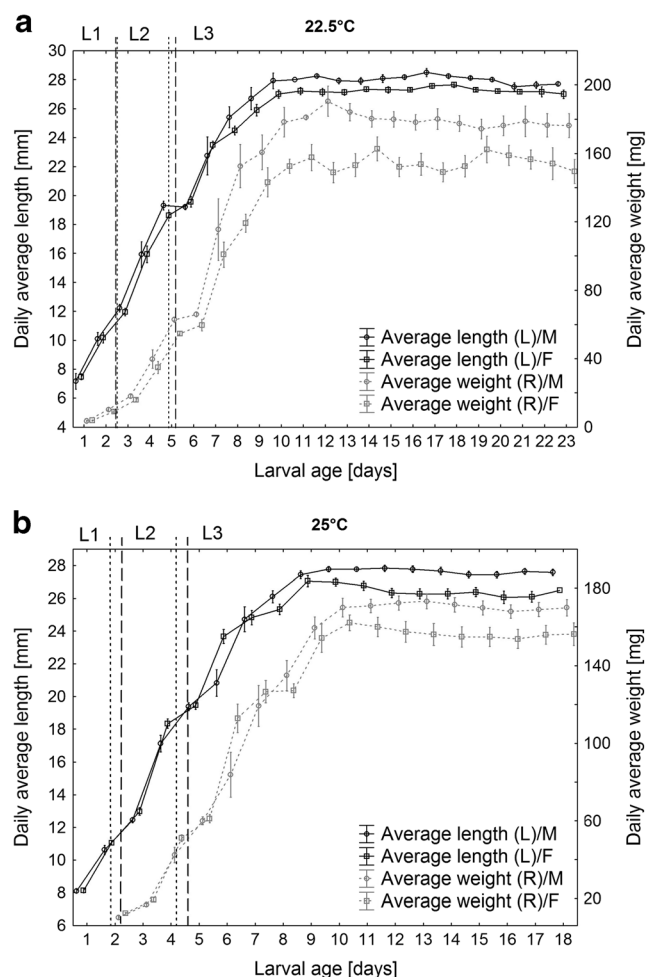 a
L1 L2 L3 22.5°C
30
28
26
24
22
20
18
16
14
12
10
8
6
4
200
160
120
80
40
0
Daily average length [mm]
Daily average weight [mg]
Average length (L)/M
Average length (L)/F
Average weight (R)/M
Average weight (R)/F
1 2 3 4 5 6 7 8 9 10 11 12 13 14 15 16 17 18 19 20 21 22 23
Larval age [days]
b
L1 L2 L3 25°C
28
26
24
22
20
18
16
14
12
10
8
6
180
140
100
60
20
Daily average length [mm]
Daily average weight [mg]
Average length (L)/M
Average length (L)/F
Average weight (R)/M
Average weight (R)/F
1 2 3 4 5 6 7 8 9 10 11 12 13 14 15 16 17 18
Larval age [days]